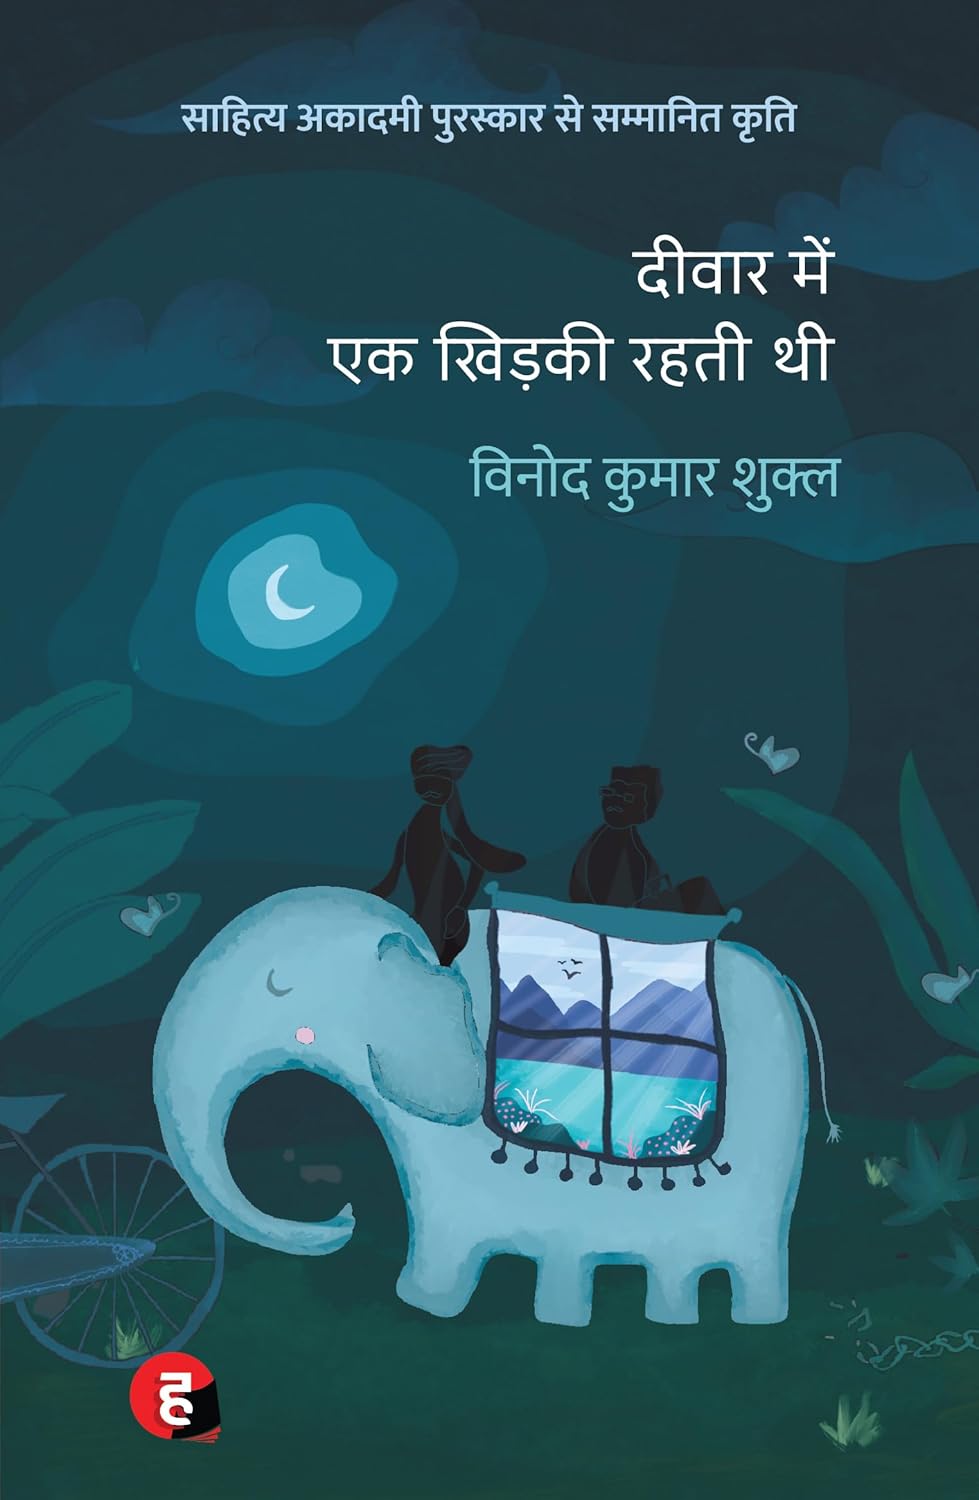 साहित्य अकादमी पुरस्कार से सम्मानित कृति
दीवार में
एक खिड़की रहती थी
विनोद कुमार शुक्ल
ह